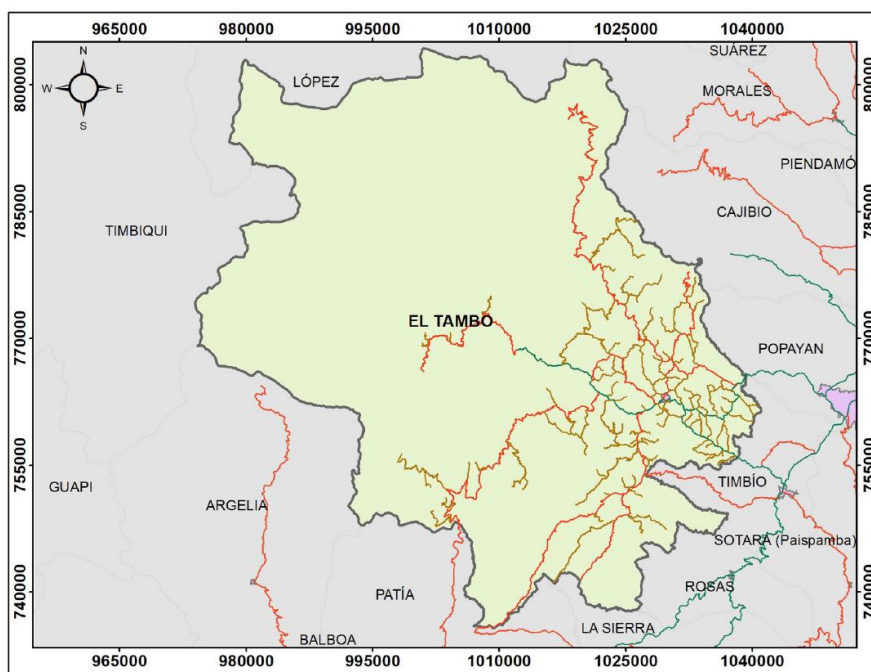 965000 980000 995000 1010000 1025000 1040000
N
W E
S
SUÁREZ
LÓPEZ
MORALES
PIENDAMÓ
CAJIBIO
TIMBIQUI
EL TAMBO
POPAYAN
GUAPI
TIMBÍO
ARGELIA
SOTARA (Paispamba)
ROSAS
PATÍA
LA SIERRA
BALBOA
800000
785000
770000
755000
740000
800000
785000
770000
755000
740000
965000 980000 995000 1010000 1025000 1040000